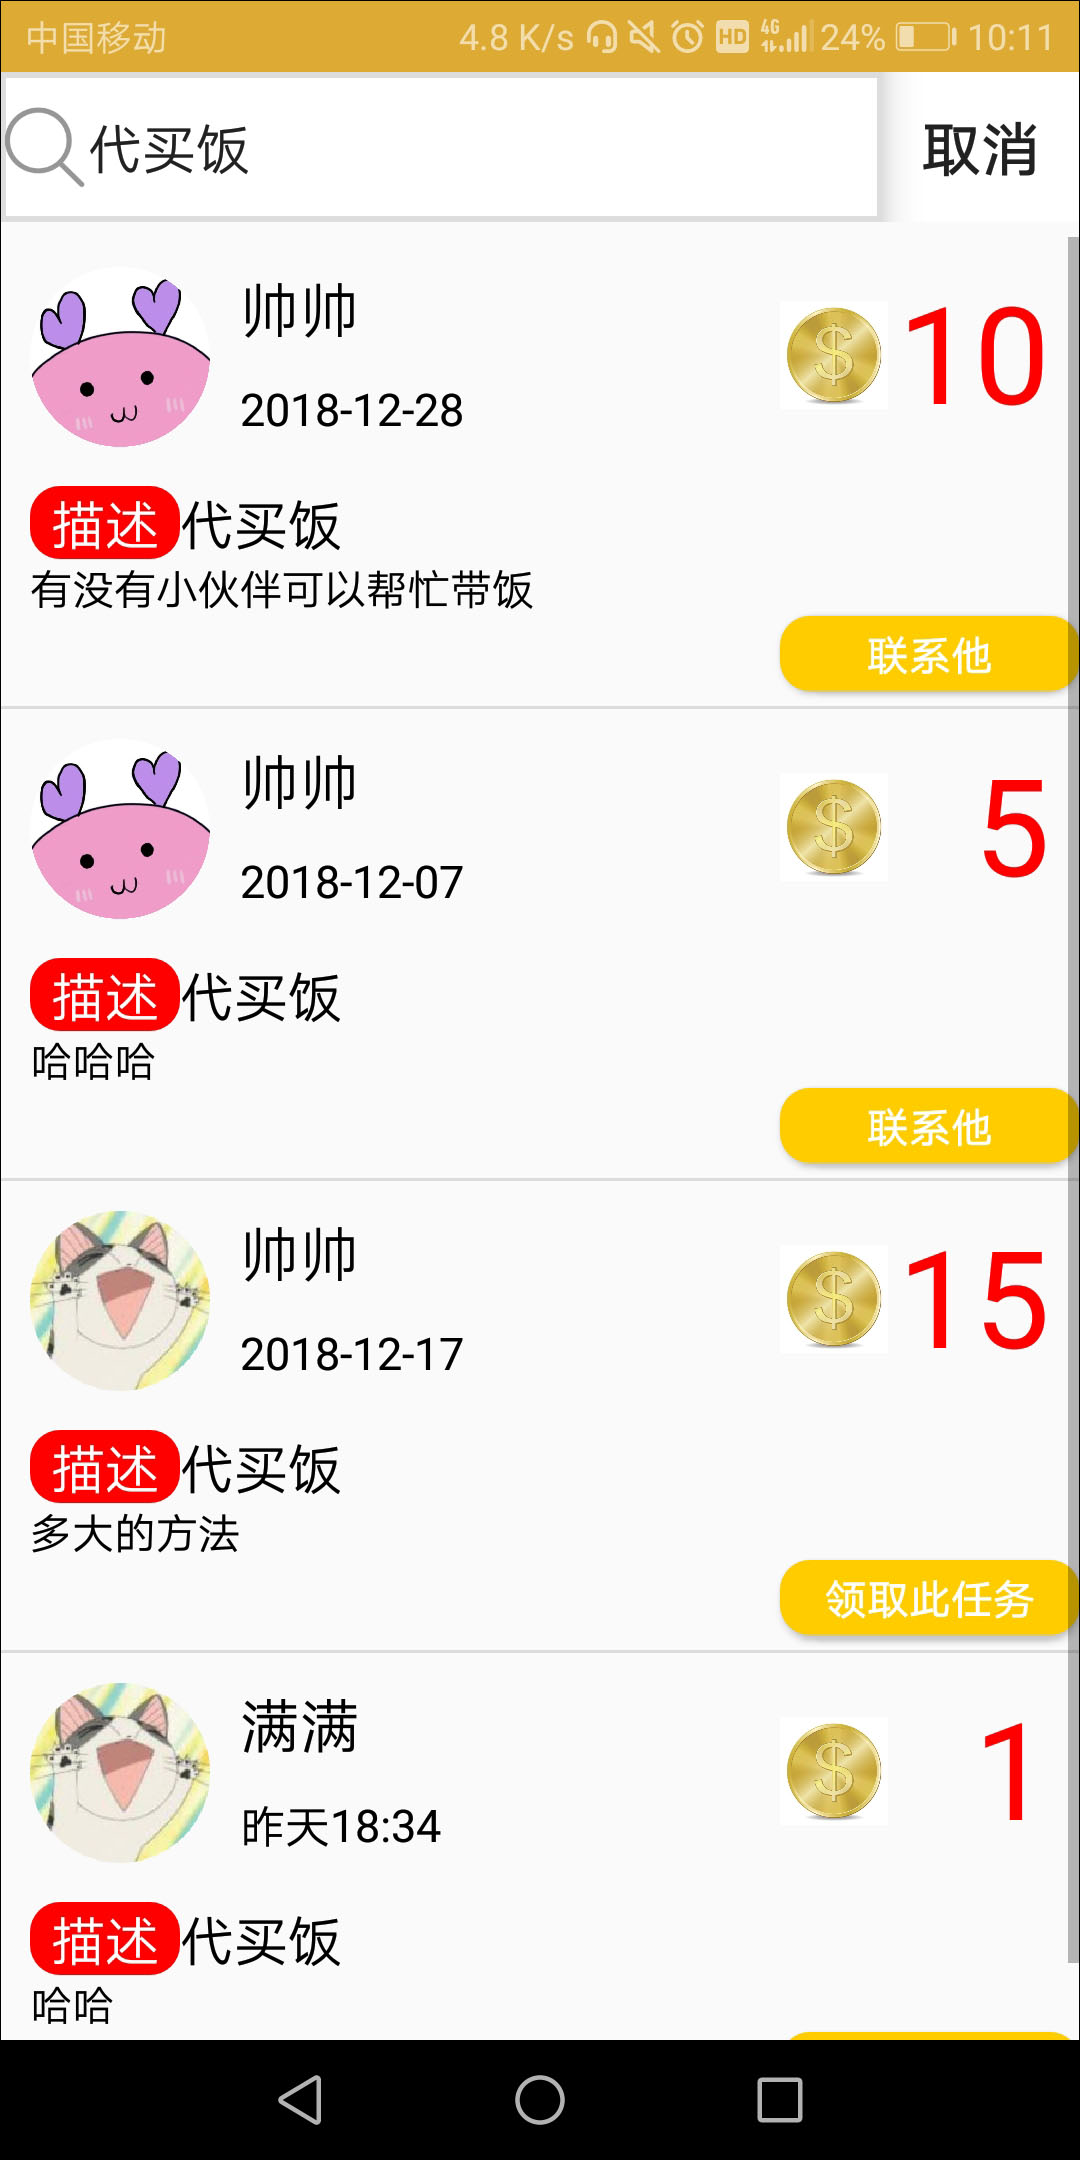 中国移动 4.8 K/s HD 4G 24% 10:11
代买饭 取消
帅帅
10
2018-12-28
描述代买饭
有没有小伙伴可以帮忙带饭
联系他
帅帅
5
2018-12-07
描述代买饭
哈哈哈
联系他
帅帅
15
2018-12-17
描述代买饭
多大的方法
领取此任务
满满
1
昨天18:34
描述代买饭
哈哈